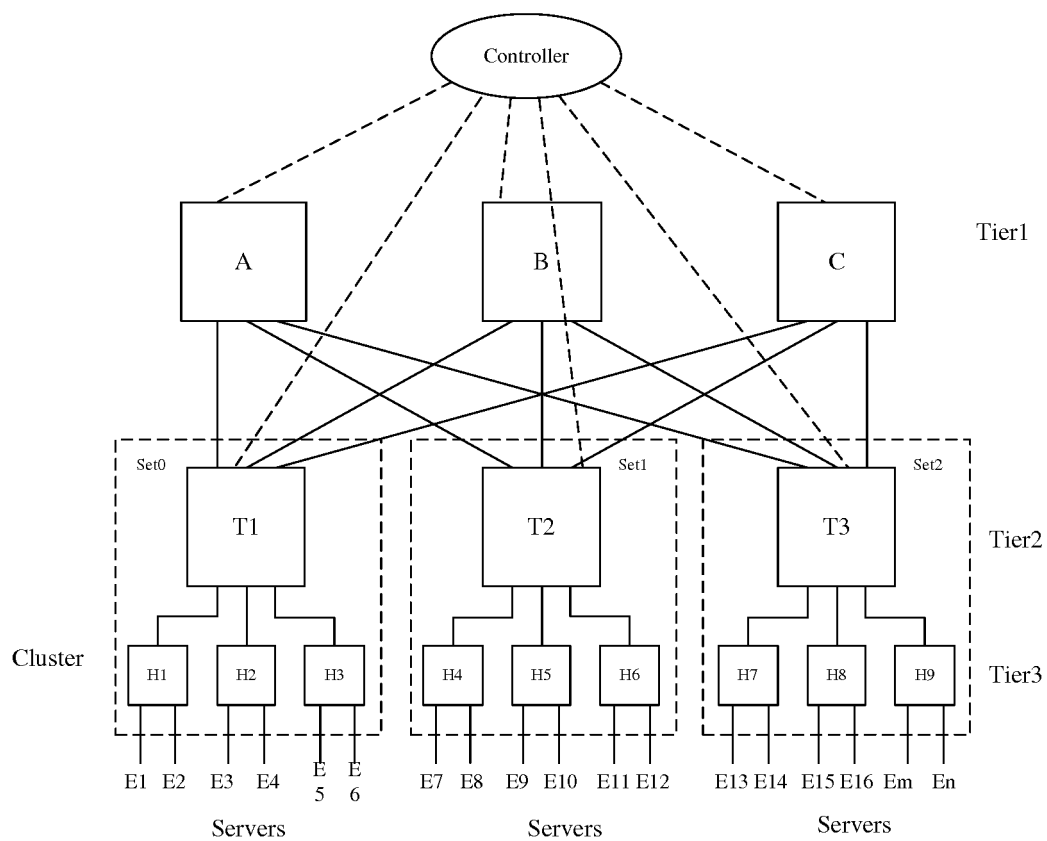 Controller
A
B
C
Tier1
Set0
Set1
Set2
T1
T2
T3
Tier2
Cluster
H1
H2
H3
H4
H5
H6
H7
H8
H9
Tier3
E1
E2
E3
E4
E
5
E
6
E7
E8
E9
E10
E11
E12
E13
E14
E15
E16
Em
En
Servers
Servers
Servers